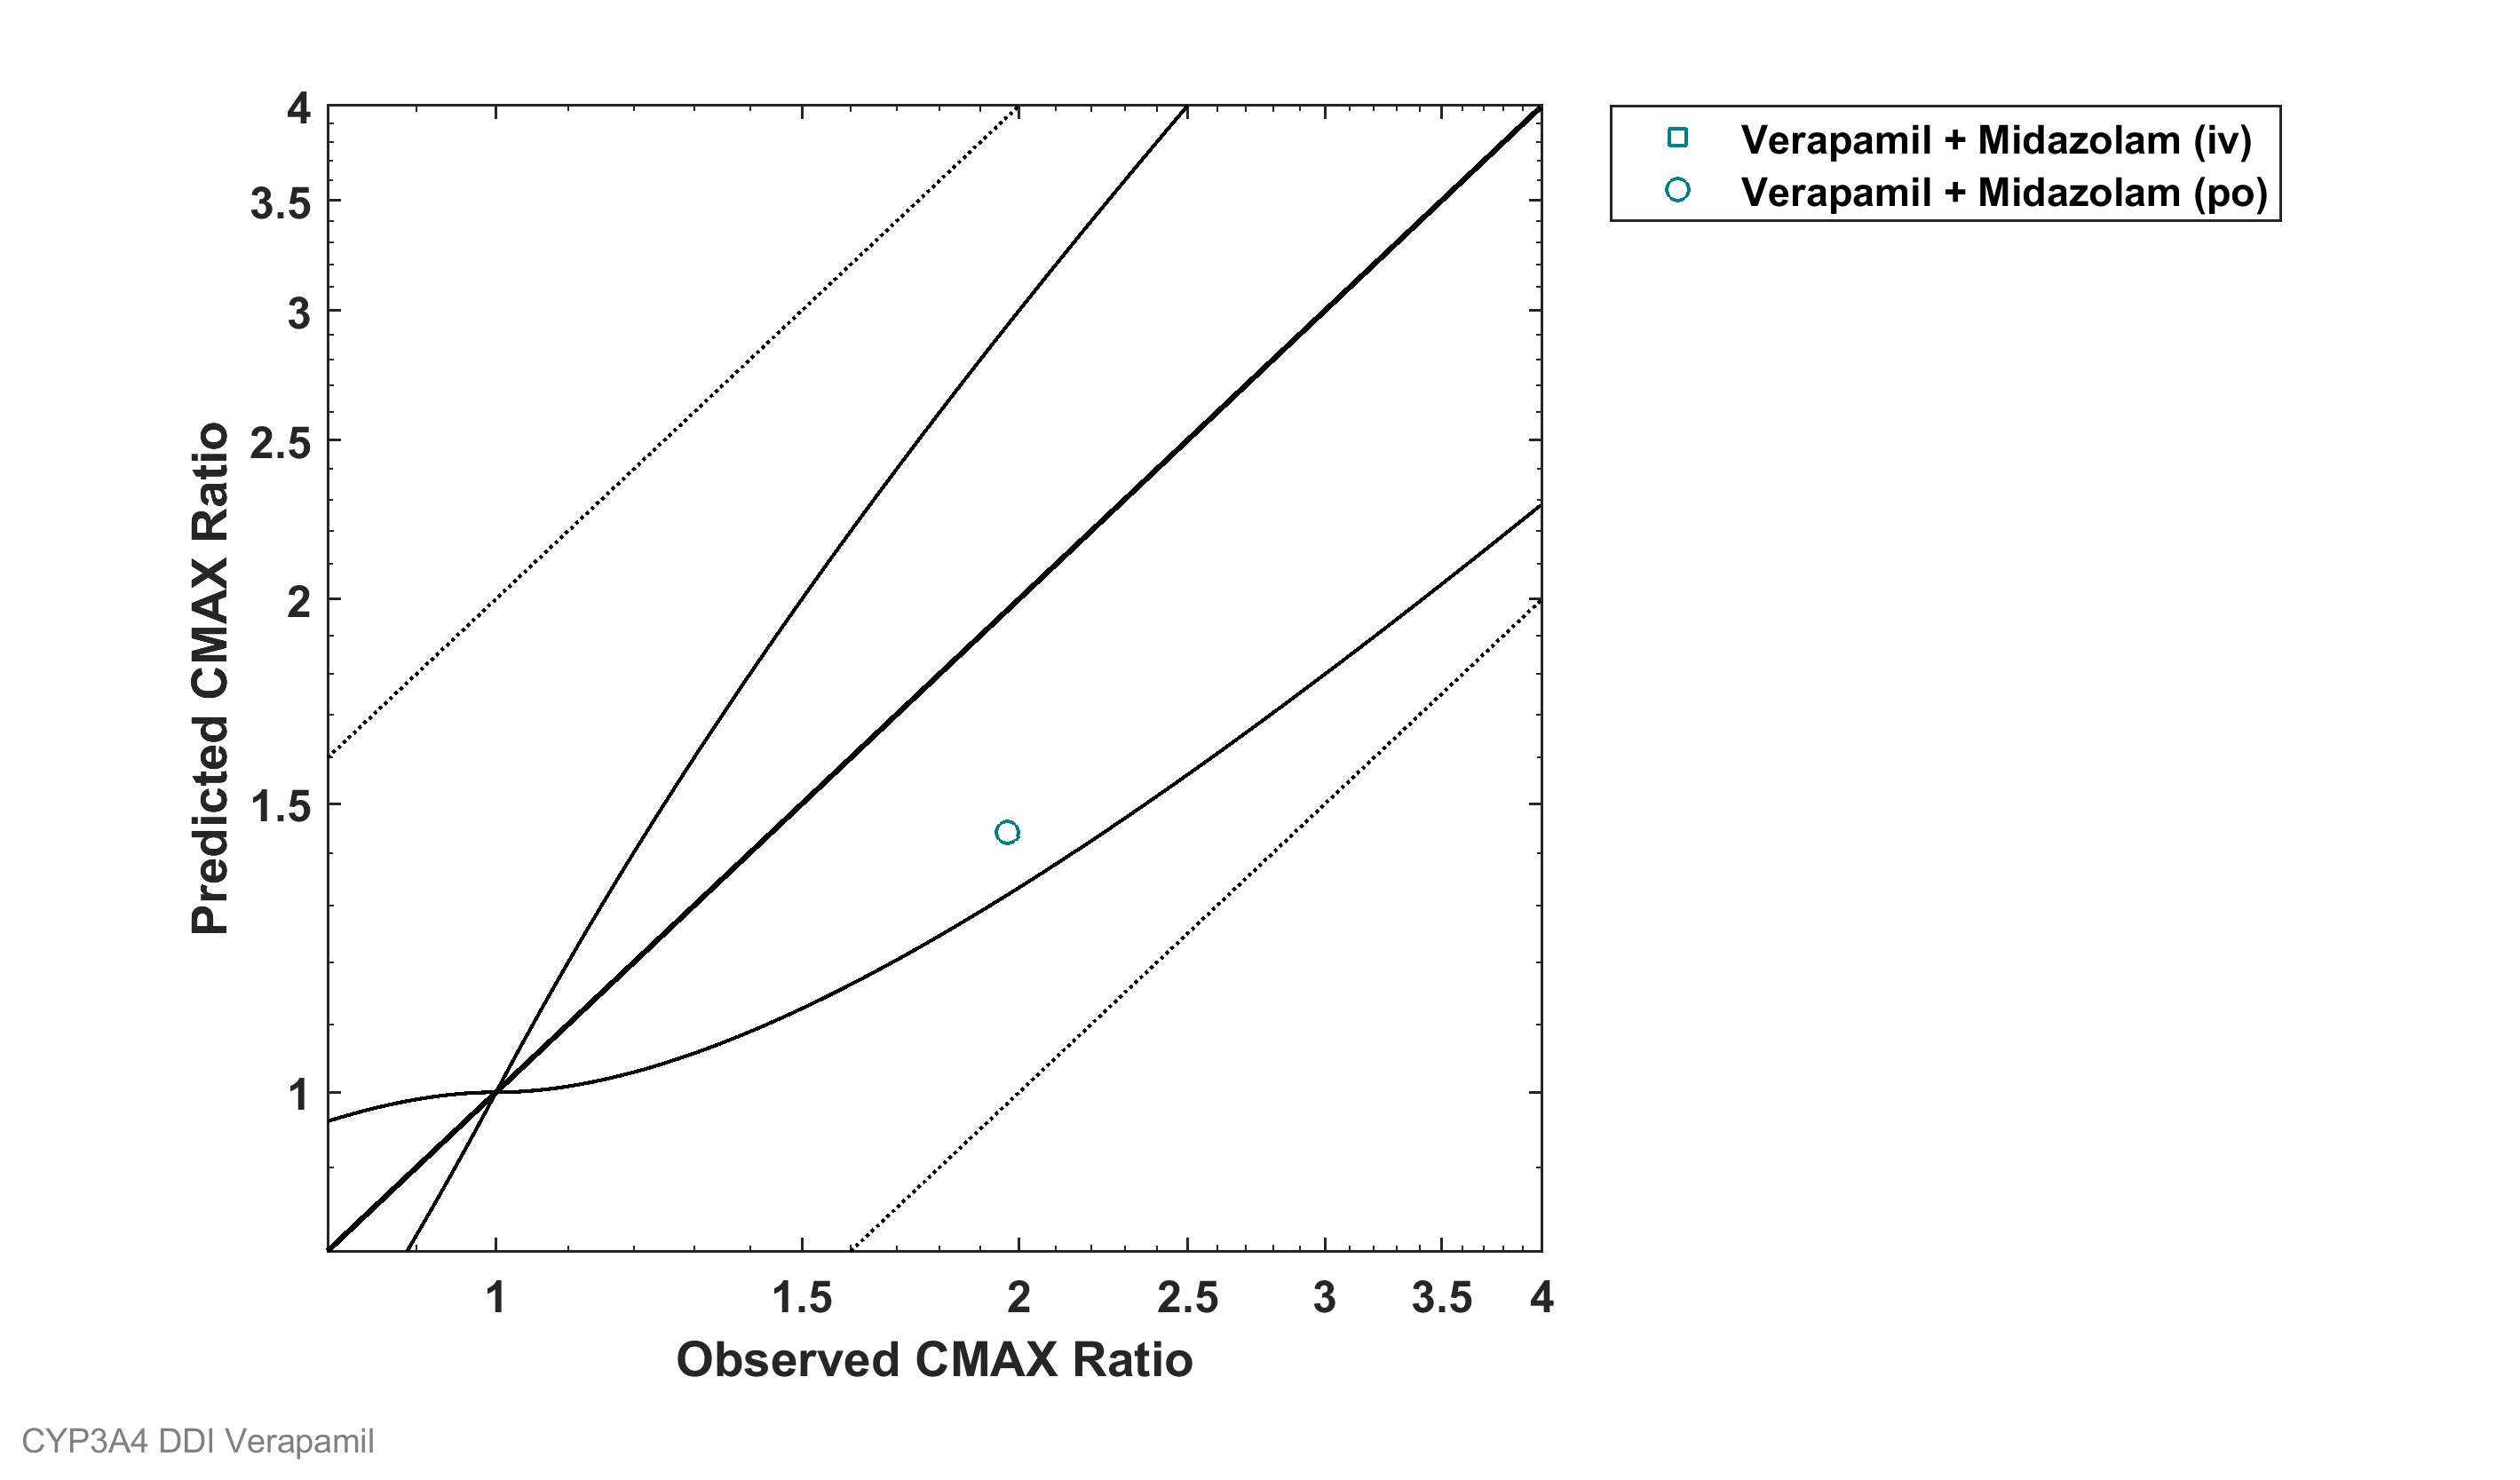 4
3.5
3
2.5
2
1.5
1
Predicted CMAX Ratio
1 1.5 2 2.5 3 3.5 4
Observed CMAX Ratio
Verapamil + Midazolam (iv)
Verapamil + Midazolam (po)
CYP3A4 DDI Verapamil